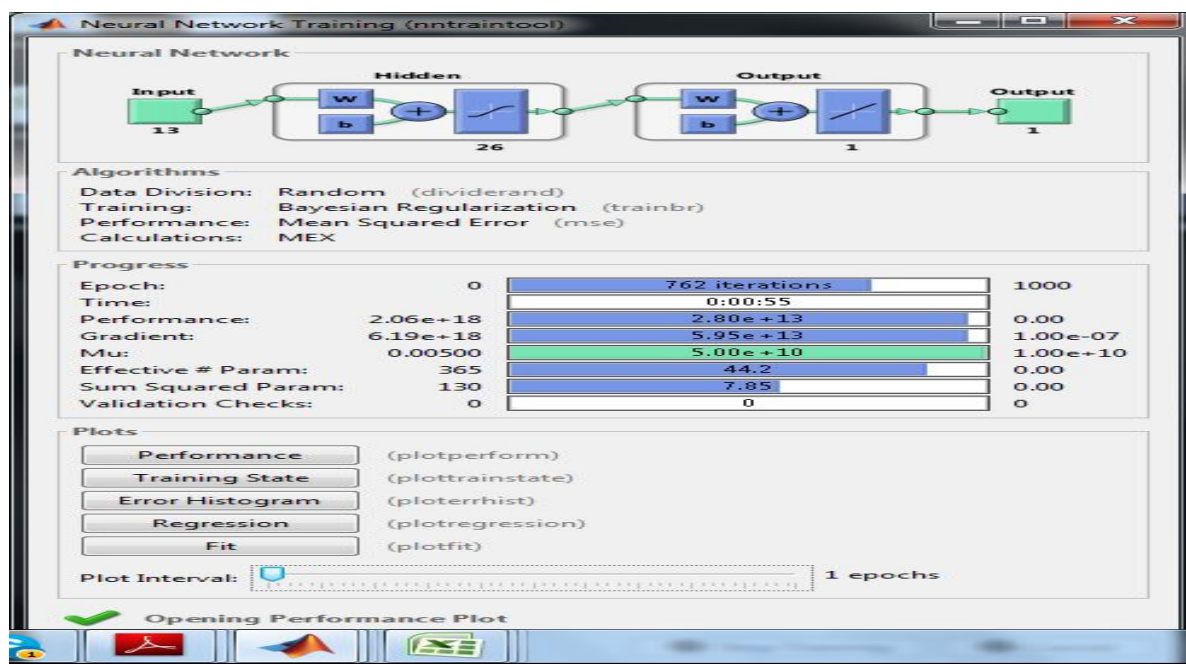 Neural Network Training (nntraintool)
Neural Network
Hidden
Output
Input
Output
W
W
b
b
13
26
1
1
Algorithms
Data Division: Random (dividerand)
Training: Bayesian Regularization (trainbr)
Performance: Mean Squared Error (mse)
Calculations: MEX
Progress
Epoch: 0 762 iterations 1000
Time: 0:00:55
Performance: 2.06e+18 2.80e+13 0.00
Gradient: 6.19e+18 5.95e+13 1.00e-07
Mu: 0.00500 5.00e+10 1.00e+10
Effective # Param: 365 44.2 0.00
Sum Squared Param: 130 7.85 0.00
Validation Checks: 0 0 0
Plots
Performance (plotperform)
Training State (plottrainstate)
Error Histogram (ploterrhist)
Regression (plotregression)
Fit (plotfit)
Plot Interval: 1 epochs
Opening Performance Plot